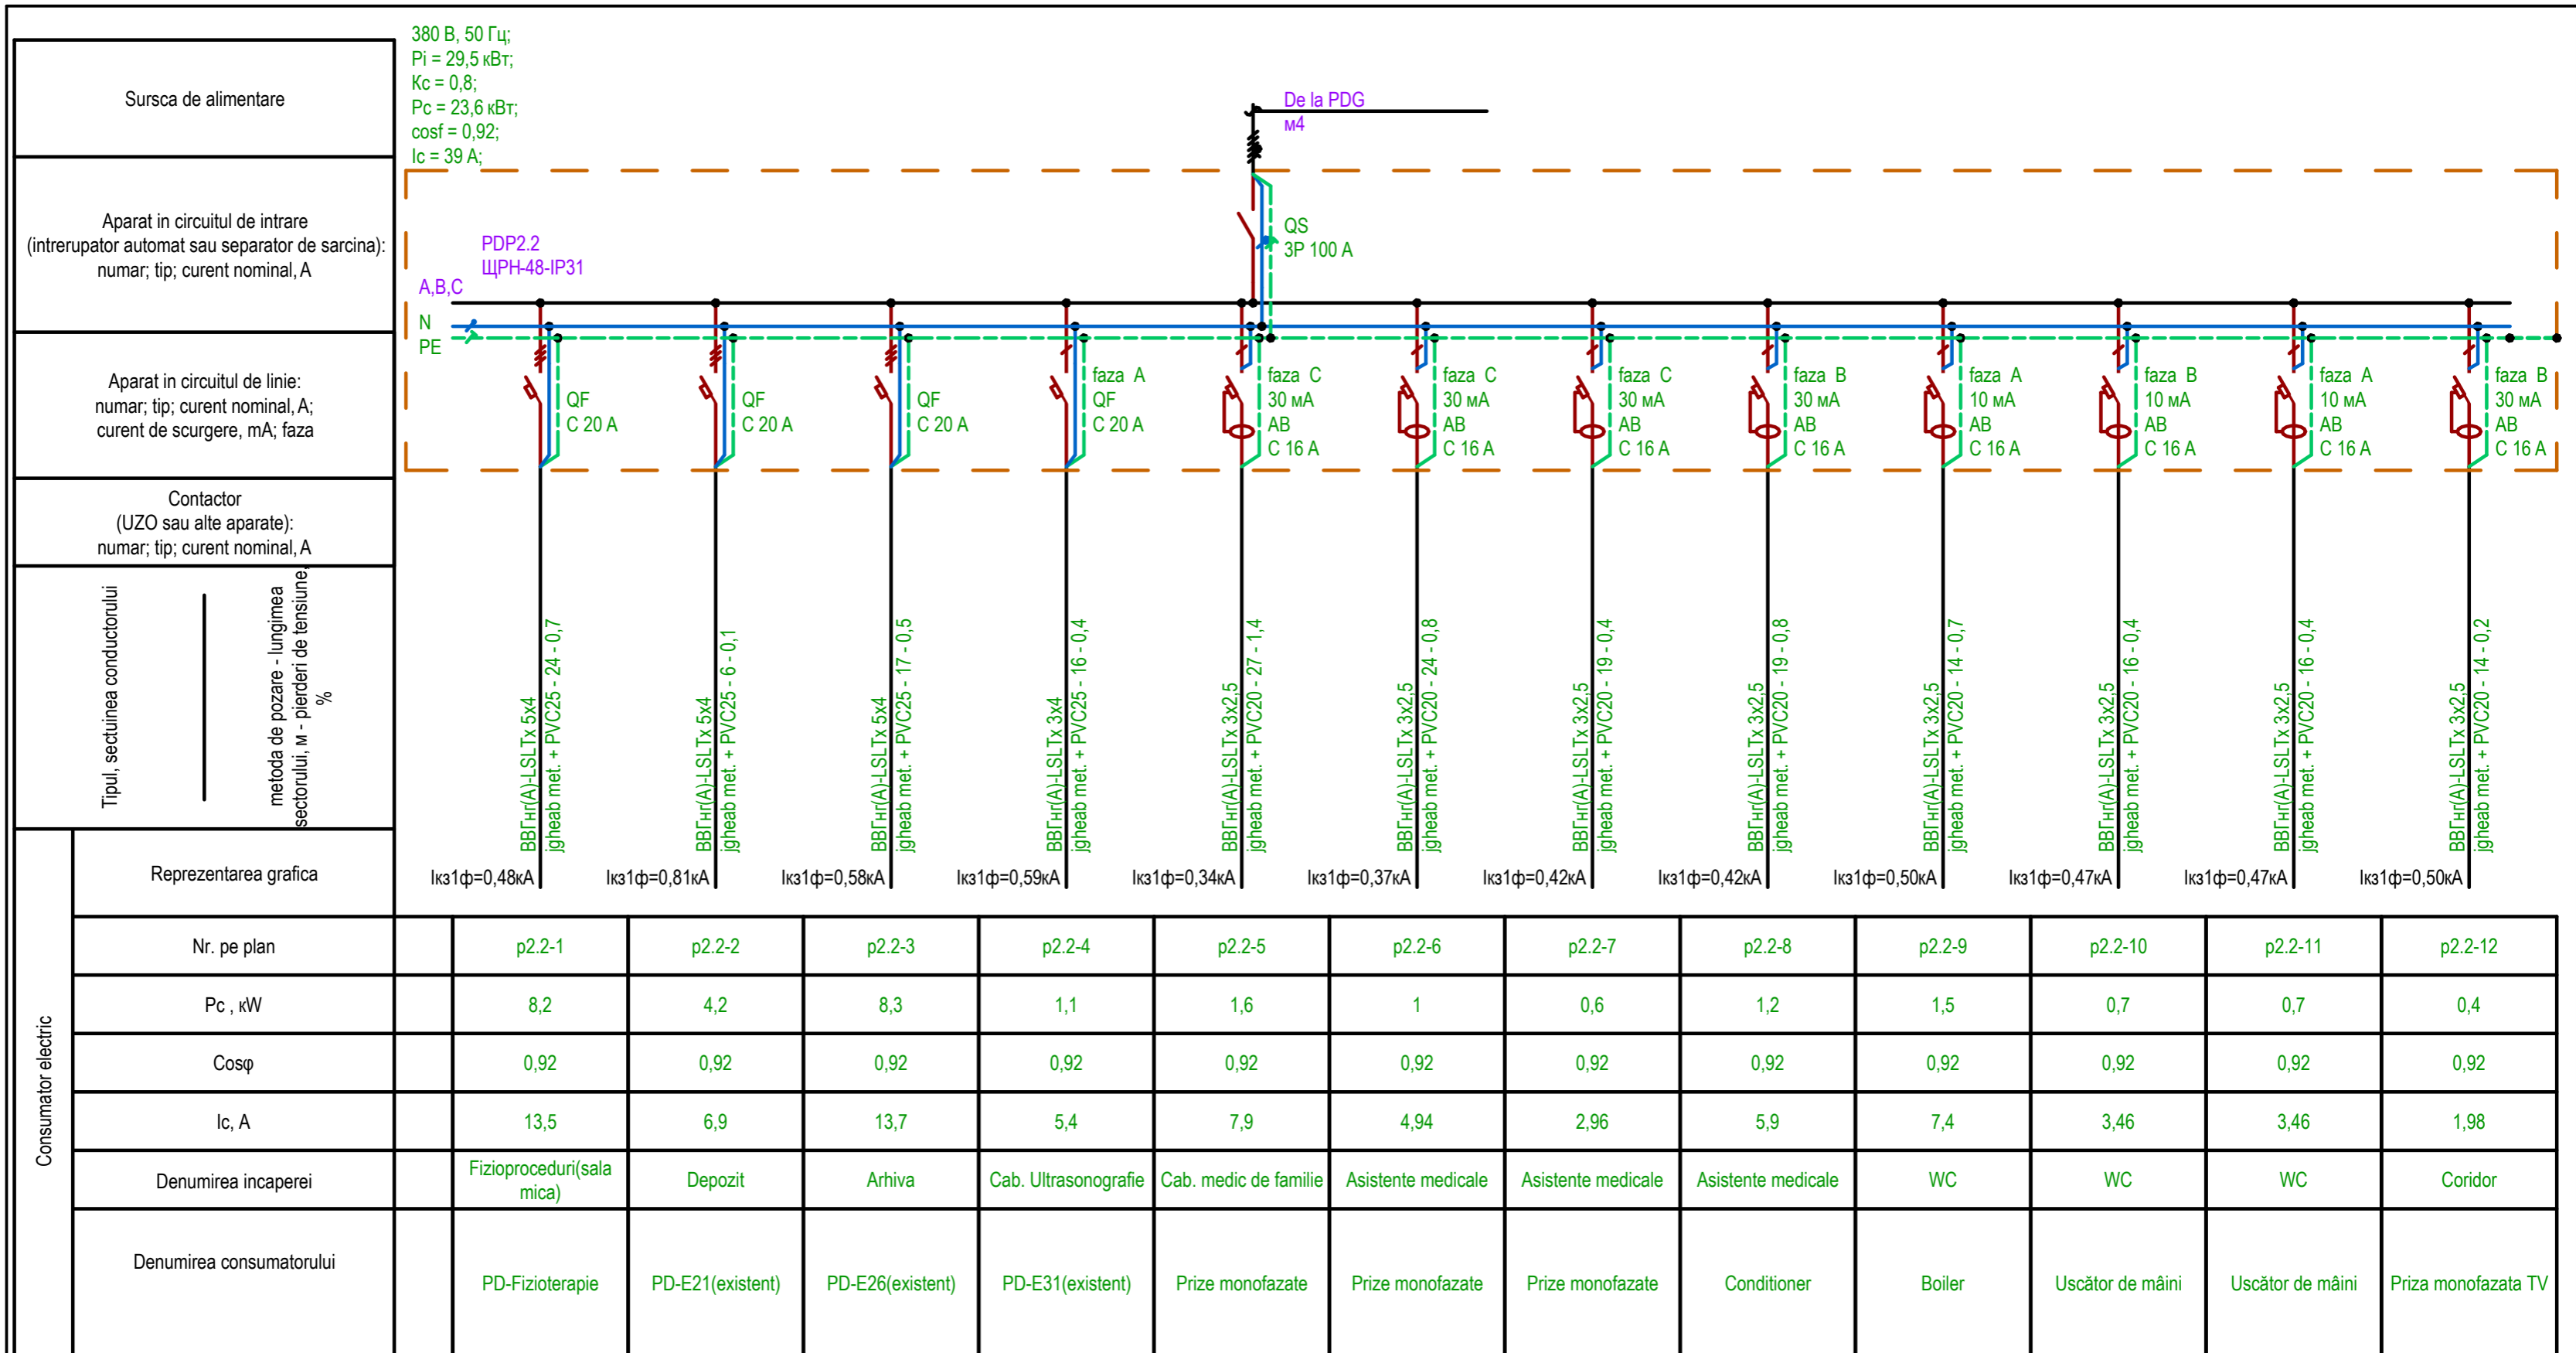 380 В, 50 Гц;
Pi = 29,5 кВт;
Кс = 0,8;
Рс = 23,6 кВт;
cosf = 0,92;
Ic = 39 А;
Sursca de alimentare
De la PDG
м4
Aparat in circuitul de intrare
(intrerupator automat sau separator de sarcina):
numar; tip; curent nominal, A
PDP2.2
ЩРН-48-IP31
QS
3P 100 A
A,B,C
N
PE
Aparat in circuitul de linie:
numar; tip; curent nominal, A;
curent de scurgere, mA; faza
QF
C 20 A
QF
C 20 A
QF
C 20 A
faza A
QF
C 20 A
faza C
30 мА
AB
C 16 A
faza C
30 мА
AB
C 16 A
faza C
30 мА
AB
C 16 A
faza B
30 мА
AB
C 16 A
faza A
10 мА
AB
C 16 A
faza B
10 мА
AB
C 16 A
faza A
10 мА
AB
C 16 A
faza B
30 мА
AB
C 16 A
Contactor
(UZO sau alte aparate):
numar; tip; curent nominal, A
Tipul, sectuinea conductorului
metoda de pozare - lungimea
sectorului, м - pierderi de tensiune,
%
ВВГнг(А)-LSLTx 5x4
jgheab met. + PVC25 - 24 - 0,7
ВВГнг(А)-LSLTx 5x4
jgheab met. + PVC25 - 6 - 0,1
ВВГнг(А)-LSLTx 5x4
jgheab met. + PVC25 - 17 - 0,5
ВВГнг(А)-LSLTx 3x4
jgheab met. + PVC25 - 16 - 0,4
ВВГнг(А)-LSLTx 3x2,5
jgheab met. + PVC20 - 27 - 1,4
ВВГнг(А)-LSLTx 3x2,5
jgheab met. + PVC20 - 24 - 0,8
ВВГнг(А)-LSLTx 3x2,5
jgheab met. + PVC20 - 19 - 0,4
ВВГнг(А)-LSLTx 3x2,5
jgheab met. + PVC20 - 19 - 0,8
ВВГнг(А)-LSLTx 3x2,5
jgheab met. + PVC20 - 14 - 0,7
ВВГнг(А)-LSLTx 3x2,5
jgheab met. + PVC20 - 16 - 0,4
ВВГнг(А)-LSLTx 3x2,5
jgheab met. + PVC20 - 16 - 0,4
ВВГнг(А)-LSLTx 3x2,5
jgheab met. + PVC20 - 14 - 0,2
Consumator electric
Reprezentarea grafica
Iкз1ф=0,48кА
Iкз1ф=0,81кА
Iкз1ф=0,58кА
Iкз1ф=0,59кА
Iкз1ф=0,34кА
Iкз1ф=0,37кА
Iкз1ф=0,42кА
Iкз1ф=0,42кА
Iкз1ф=0,50кА
Iкз1ф=0,47кА
Iкз1ф=0,47кА
Iкз1ф=0,50кА
Nr. pe plan p2.2-1 p2.2-2 p2.2-3 p2.2-4 p2.2-5 p2.2-6 p2.2-7 p2.2-8 p2.2-9 p2.2-10 p2.2-11 p2.2-12
Pc , кW 8,2 4,2 8,3 1,1 1,6 1 0,6 1,2 1,5 0,7 0,7 0,4
Cosφ 0,92 0,92 0,92 0,92 0,92 0,92 0,92 0,92 0,92 0,92 0,92 0,92
Ic, A 13,5 6,9 13,7 5,4 7,9 4,94 2,96 5,9 7,4 3,46 3,46 1,98
Denumirea incaperei
Fizioproceduri(sala
mica)
Depozit
Arhiva
Cab. Ultrasonografie
Cab. medic de familie
Asistente medicale
Asistente medicale
Asistente medicale
WC
WC
WC
Coridor
Denumirea consumatorului
PD-Fizioterapie
PD-E21(existent)
PD-E26(existent)
PD-E31(existent)
Prize monofazate
Prize monofazate
Prize monofazate
Conditioner
Boiler
Uscător de mâini
Uscător de mâini
Priza monofazata TV